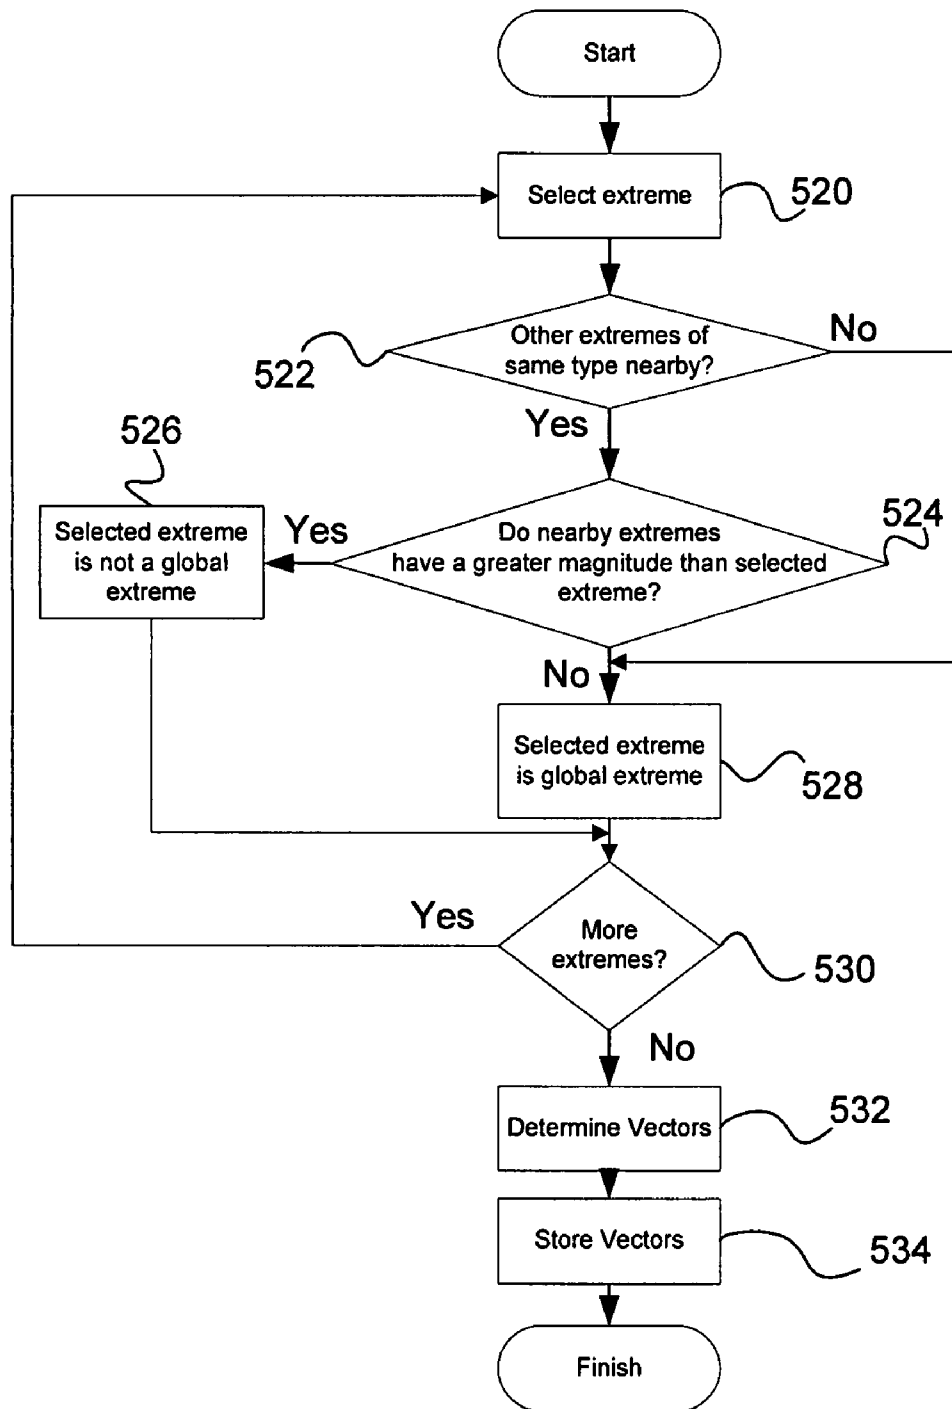 Start
Select extreme
520
Other extremes of
same type nearby?
No
522
Yes
526
Selected extreme
is not a global
extreme
Yes
Do nearby extremes
have a greater magnitude than selected
extreme?
524
No
Selected extreme
is global extreme
528
Yes
More
extremes?
530
No
Determine Vectors
532
Store Vectors
534
Finish